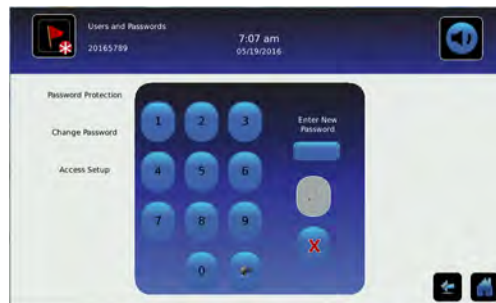 Users and Passwords
20165789
7:07 am
05/19/2016
Password Protection
Change Password
Access Setup
1 2 3
4 5 6
7 8 9
0
Enter New
Password
X